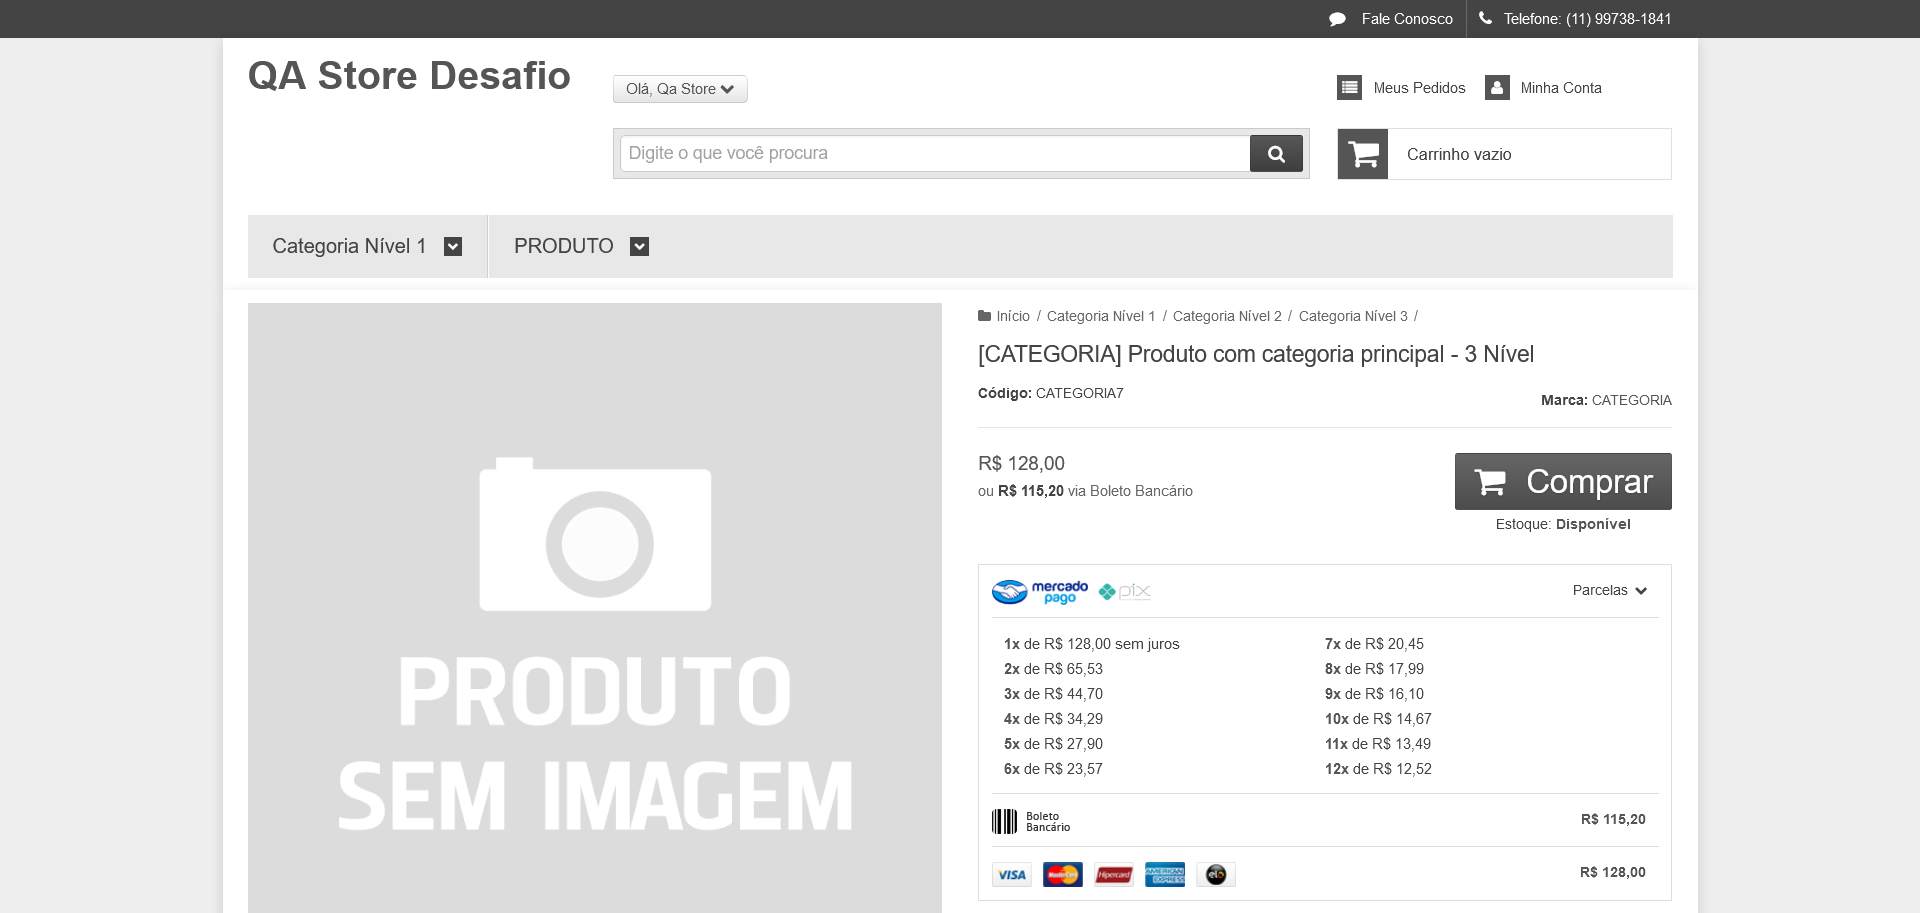 Fale Conosco
Telefone: (11) 99738-1841
QA Store Desafio
Olá, Qa Store
Meus Pedidos
Minha Conta
Digite o que você procura
Carrinho vazio
Categoria Nível 1
PRODUTO
PRODUTO
SEM IMAGEM
Início / Categoria Nível 1 / Categoria Nível 2 / Categoria Nível 3 /
[CATEGORIA] Produto com categoria principal - 3 Nível
Código: CATEGORIA7
Marca: CATEGORIA
R$ 128,00
ou R$ 115,20 via Boleto Bancário
Comprar
Estoque: Disponível
mercado
pago
pix
Parcelas
1x de R$ 128,00 sem juros
2x de R$ 65,53
3x de R$ 44,70
4x de R$ 34,29
5x de R$ 27,90
6x de R$ 23,57
7x de R$ 20,45
8x de R$ 17,99
9x de R$ 16,10
10x de R$ 14,67
11x de R$ 13,49
12x de R$ 12,52
Boleto
Bancário
R$ 115,20
VISA
MasterCard
Hipercard
AMERICAN
EXPRESS
elo
R$ 128,00